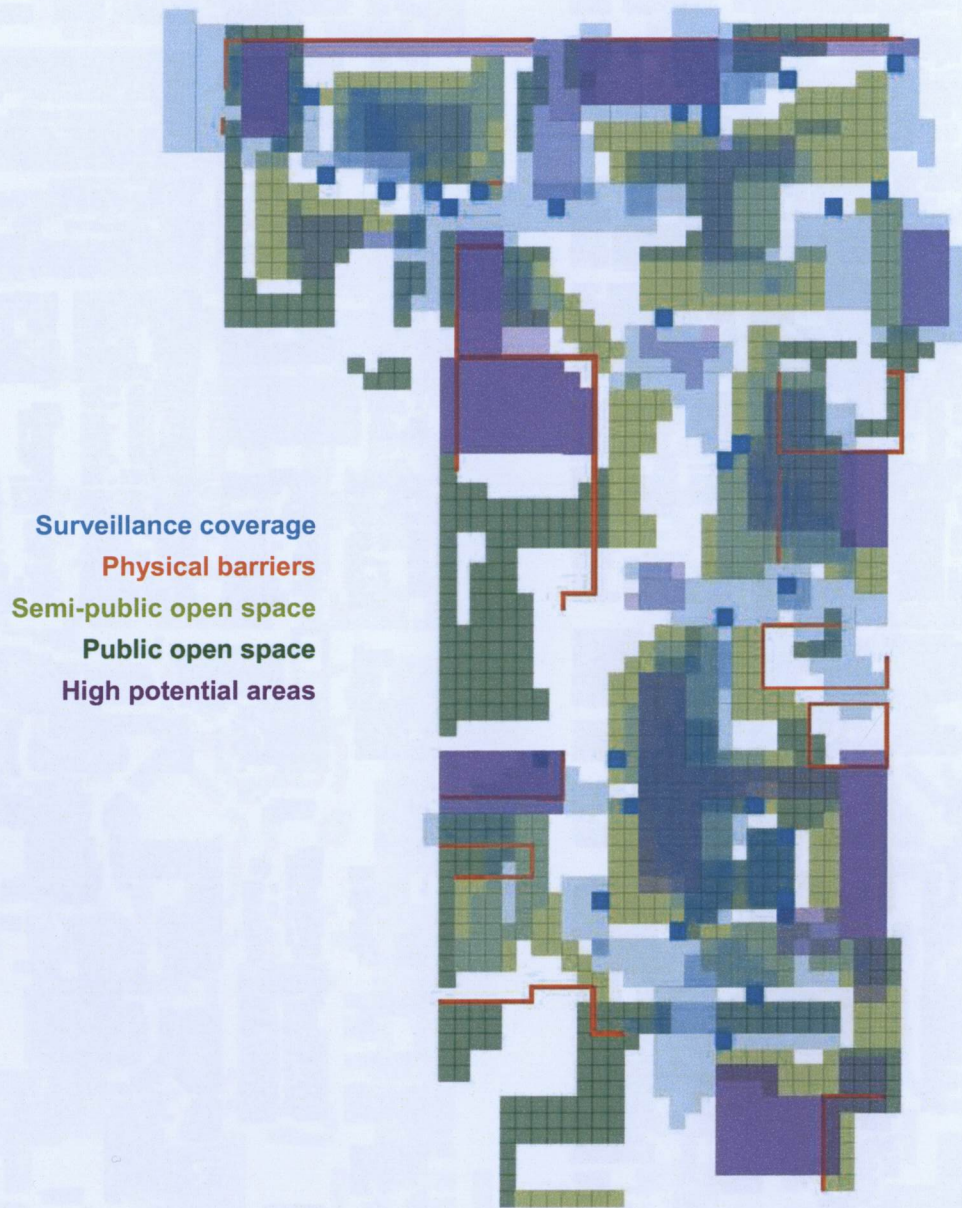 Surveillance coverage
Physical barriers
Semi-public open space
Public open space
High potential areas